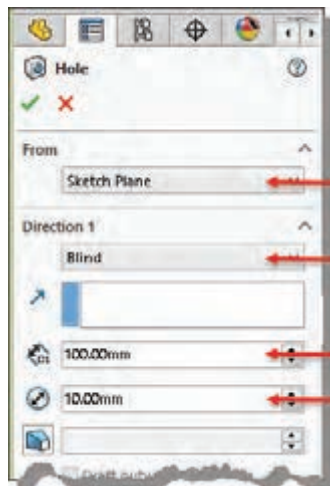 Hole
From
Sketch Plane
Direction 1
Blind
100.00mm
10.00mm